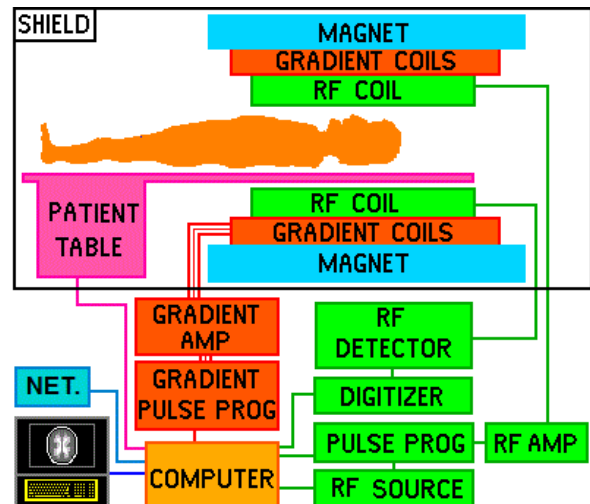 SHIELD
MAGNET
GRADIENT COILS
RF COIL
RF COIL
GRADIENT COILS
MAGNET
PATIENT
TABLE
GRADIENT
AMP
RF
DETECTOR
NET.
GRADIENT
PULSE PROG
DIGITIZER
COMPUTER
PULSE PROG
RF AMP
RF SOURCE